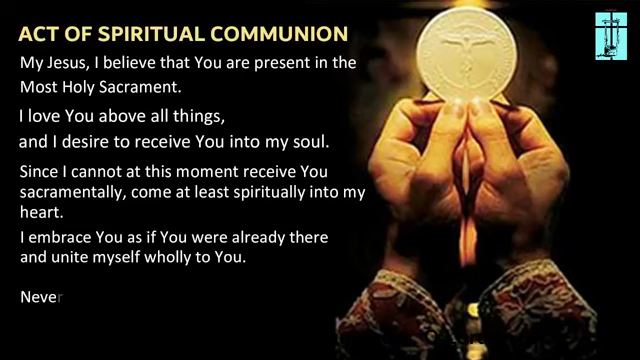 ACT OF SPIRITUAL COMMUNION
My Jesus, I believe that You are present in the
Most Holy Sacrament.
I love You above all things,
and I desire to receive You into my soul.
Since I cannot at this moment receive You
sacramentally, come at least spiritually into my
heart.
I embrace You as if You were already there
and unite myself wholly to You.
Never